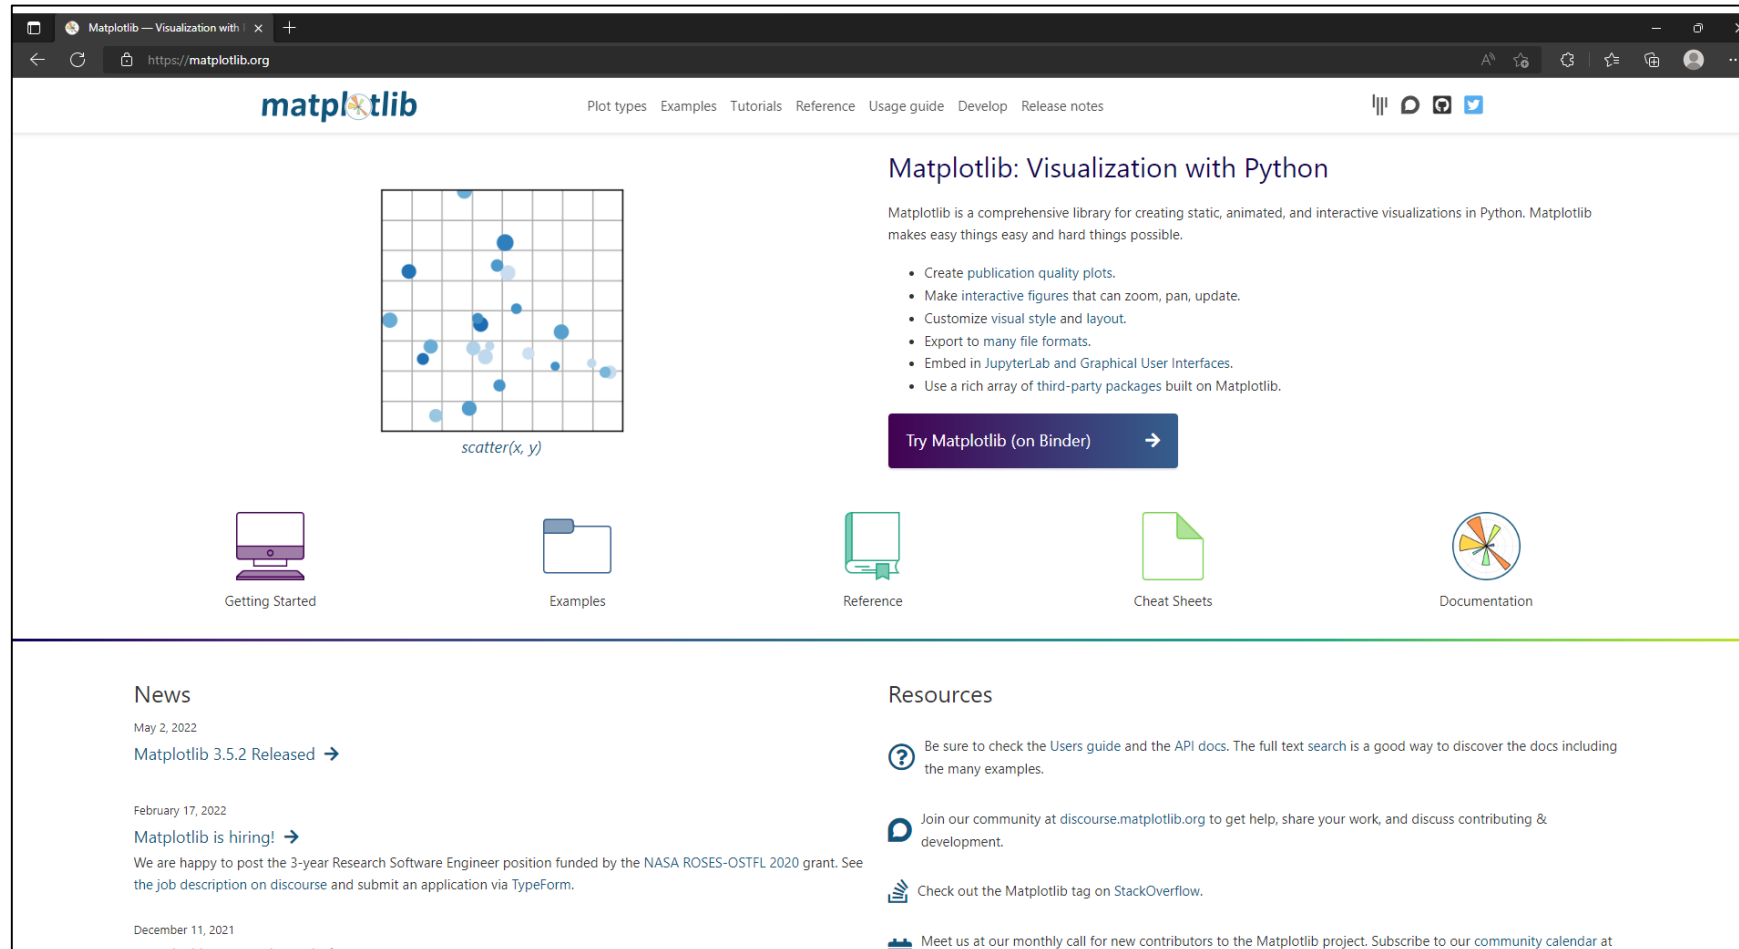 Matplotlib — Visualization with
https://matplotlib.org
matplotlib
Plot types Examples Tutorials Reference Usage guide Develop Release notes
Matplotlib: Visualization with Python
Matplotlib is a comprehensive library for creating static, animated, and interactive visualizations in Python. Matplotlib
makes easy things easy and hard things possible.
• Create publication quality plots.
• Make interactive figures that can zoom, pan, update.
• Customize visual style and layout.
• Export to many file formats.
• Embed in JupyterLab and Graphical User Interfaces.
• Use a rich array of third-party packages built on Matplotlib.
scatter(x, y)
Try Matplotlib (on Binder)
Getting Started
Examples
Reference
Cheat Sheets
Documentation
News
May 2, 2022
Matplotlib 3.5.2 Released
February 17, 2022
Matplotlib is hiring!
We are happy to post the 3-year Research Software Engineer position funded by the NASA ROSES-OSTFL 2020 grant. See
the job description on discourse and submit an application via TypeForm.
December 11, 2021
Resources
Be sure to check the Users guide and the API docs. The full text search is a good way to discover the docs including
the many examples.
Join our community at discourse.matplotlib.org to get help, share your work, and discuss contributing &
development.
Check out the Matplotlib tag on StackOverflow.
Meet us at our monthly call for new contributors to the Matplotlib project. Subscribe to our community calendar at